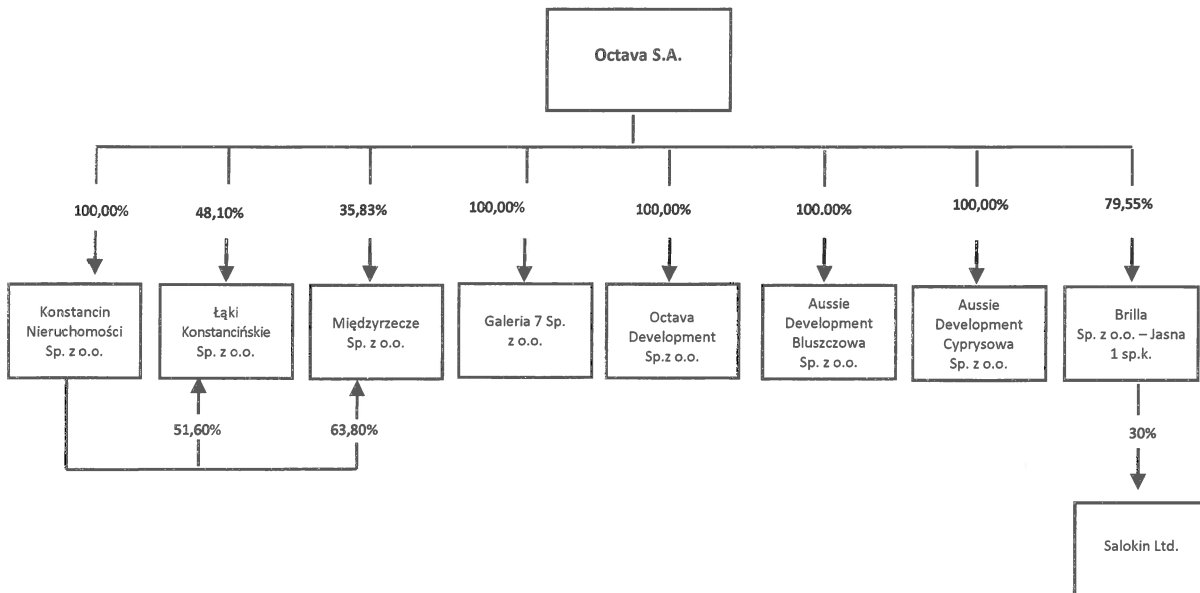 Octava S.A.
100,00%
48,10%
35,83%
100,00%
100,00%
100.00%
100,00%
79,55%
Konstancin
Nieruchomości
Sp. z o.o.
Łąki
Konstancińskie
Sp. z o.o.
Międzyrzecze
Sp. z o.o.
Galeria 7 Sp.
z o.o.
Octava
Development
Sp.z o.o.
Aussie
Development
Bluszczowa
Sp. z o.o.
Aussie
Development
Cyprysowa
Sp. z o.o.
Brilla
Sp. z o.o. – Jasna
1 sp.k.
51,60%
63,80%
30%
Salokin Ltd.